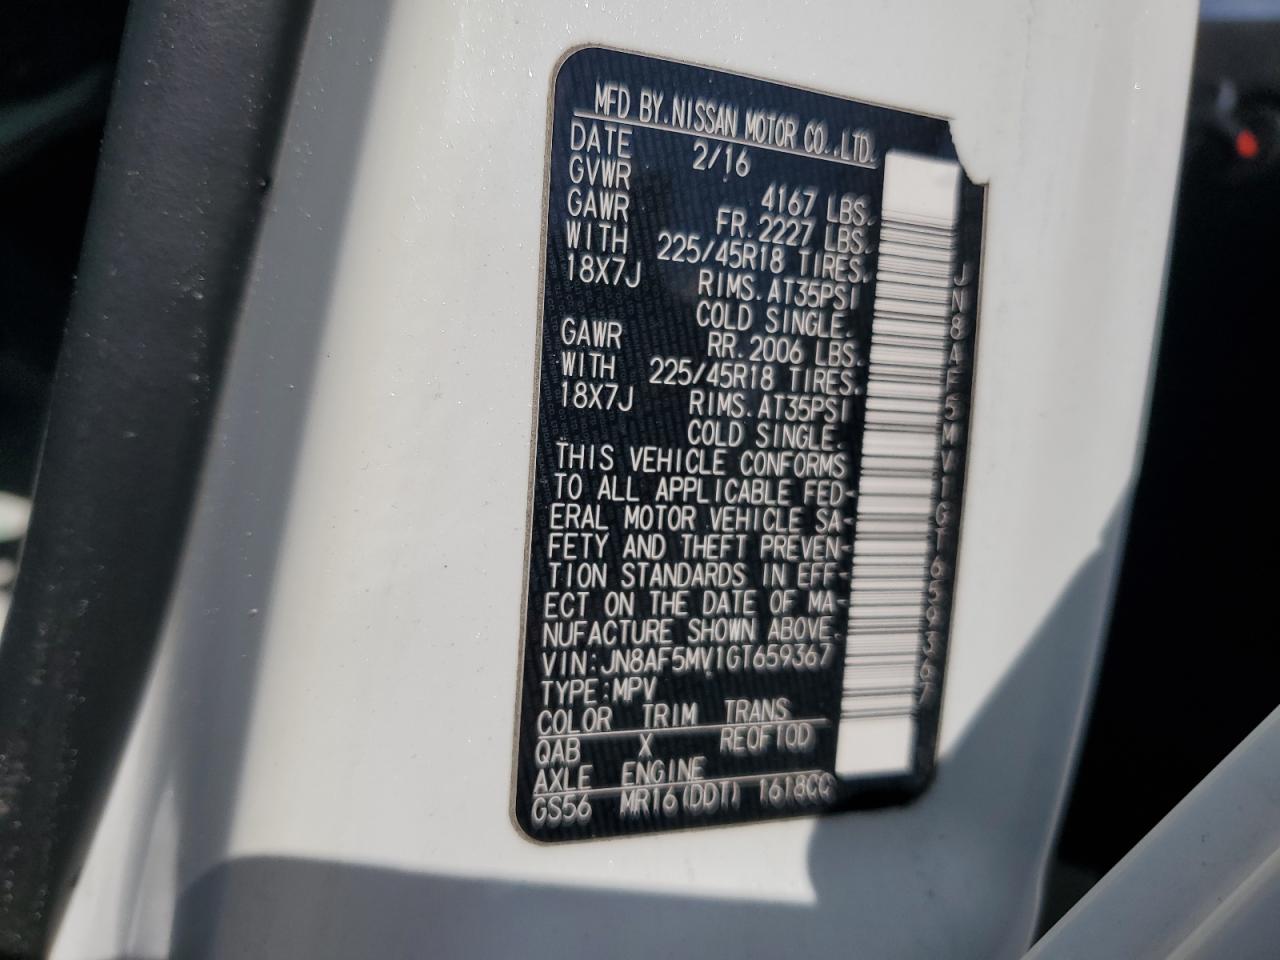 MFD BY. NISSAN MOTOR CO., LTD.
DATE 2/16
GVWR 4167 LBS.
GAWR FR. 2227 LBS.
WITH 225/45R18 TIRES.
18X7J RIMS. AT35PSI
COLD SINGLE.
GAWR RR. 2006 LBS.
WITH 225/45R18 TIRES.
18X7J RIMS. AT35PSI
COLD SINGLE.
THIS VEHICLE CONFORMS
TO ALL APPLICABLE FED-
ERAL MOTOR VEHICLE SA-
FETY AND THEFT PREVEN-
TION STANDARDS IN EFF-
ECT ON THE DATE OF MA-
NUFACTURE SHOWN ABOVE.
VIN:JN8AF5MV1GT659367
TYPE:MPV
COLOR TRIM TRANS
QAB X REOFTOD
AXLE ENGINE
GS56 MR16(DDT) 1618CC
JN8AF5MV1GT659367